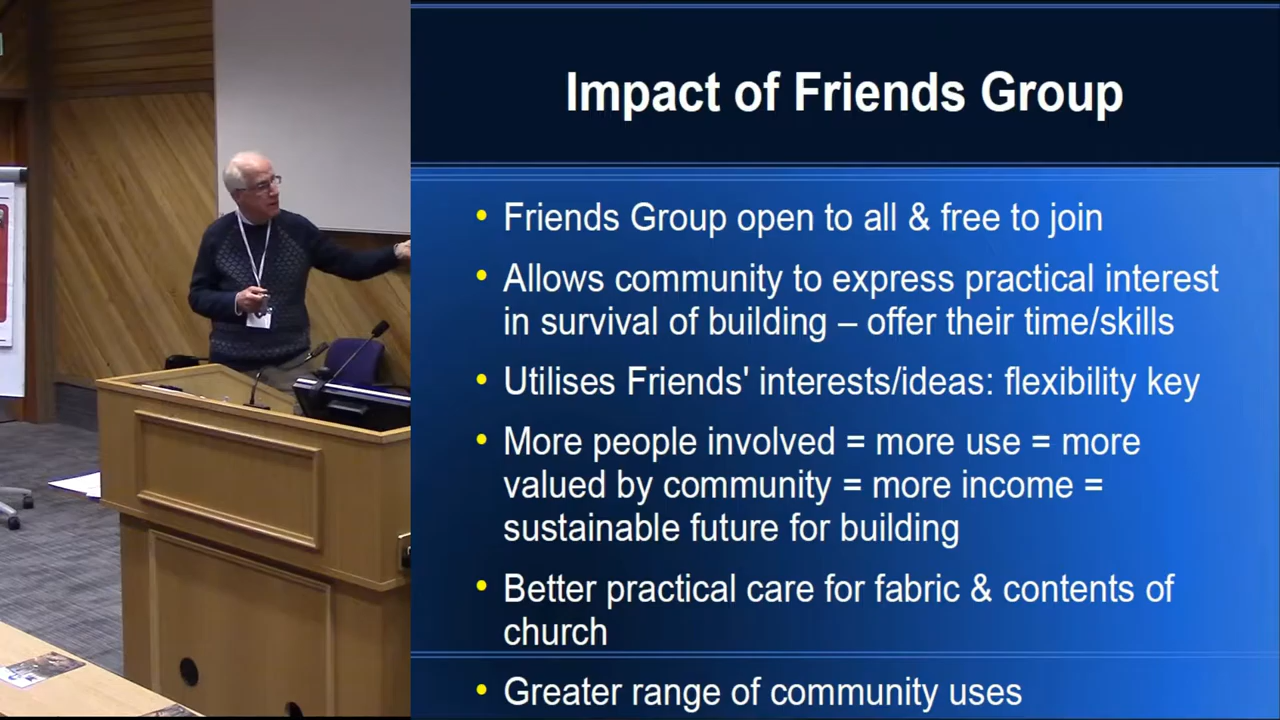 Impact of Friends Group
• Friends Group open to all & free to join
• Allows community to express practical interest
in survival of building – offer their time/skills
• Utilises Friends' interests/ideas: flexibility key
• More people involved = more use = more
valued by community = more income =
sustainable future for building
• Better practical care for fabric & contents of
church
• Greater range of community uses